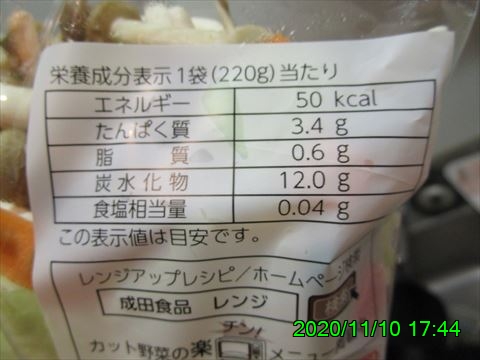 栄養成分表示1袋(220g)当たり
エネルギー 50 kcal
たんぱく質 3.4 g
脂質 0.6 g
炭水化物 12.0 g
食塩相当量 0.04 g
この表示値は目安です。
レンジアップレシピ/ホームページ
成田食品 レンジ
チン!
カット野菜の楽 メニュー
2020/11/10 17:44